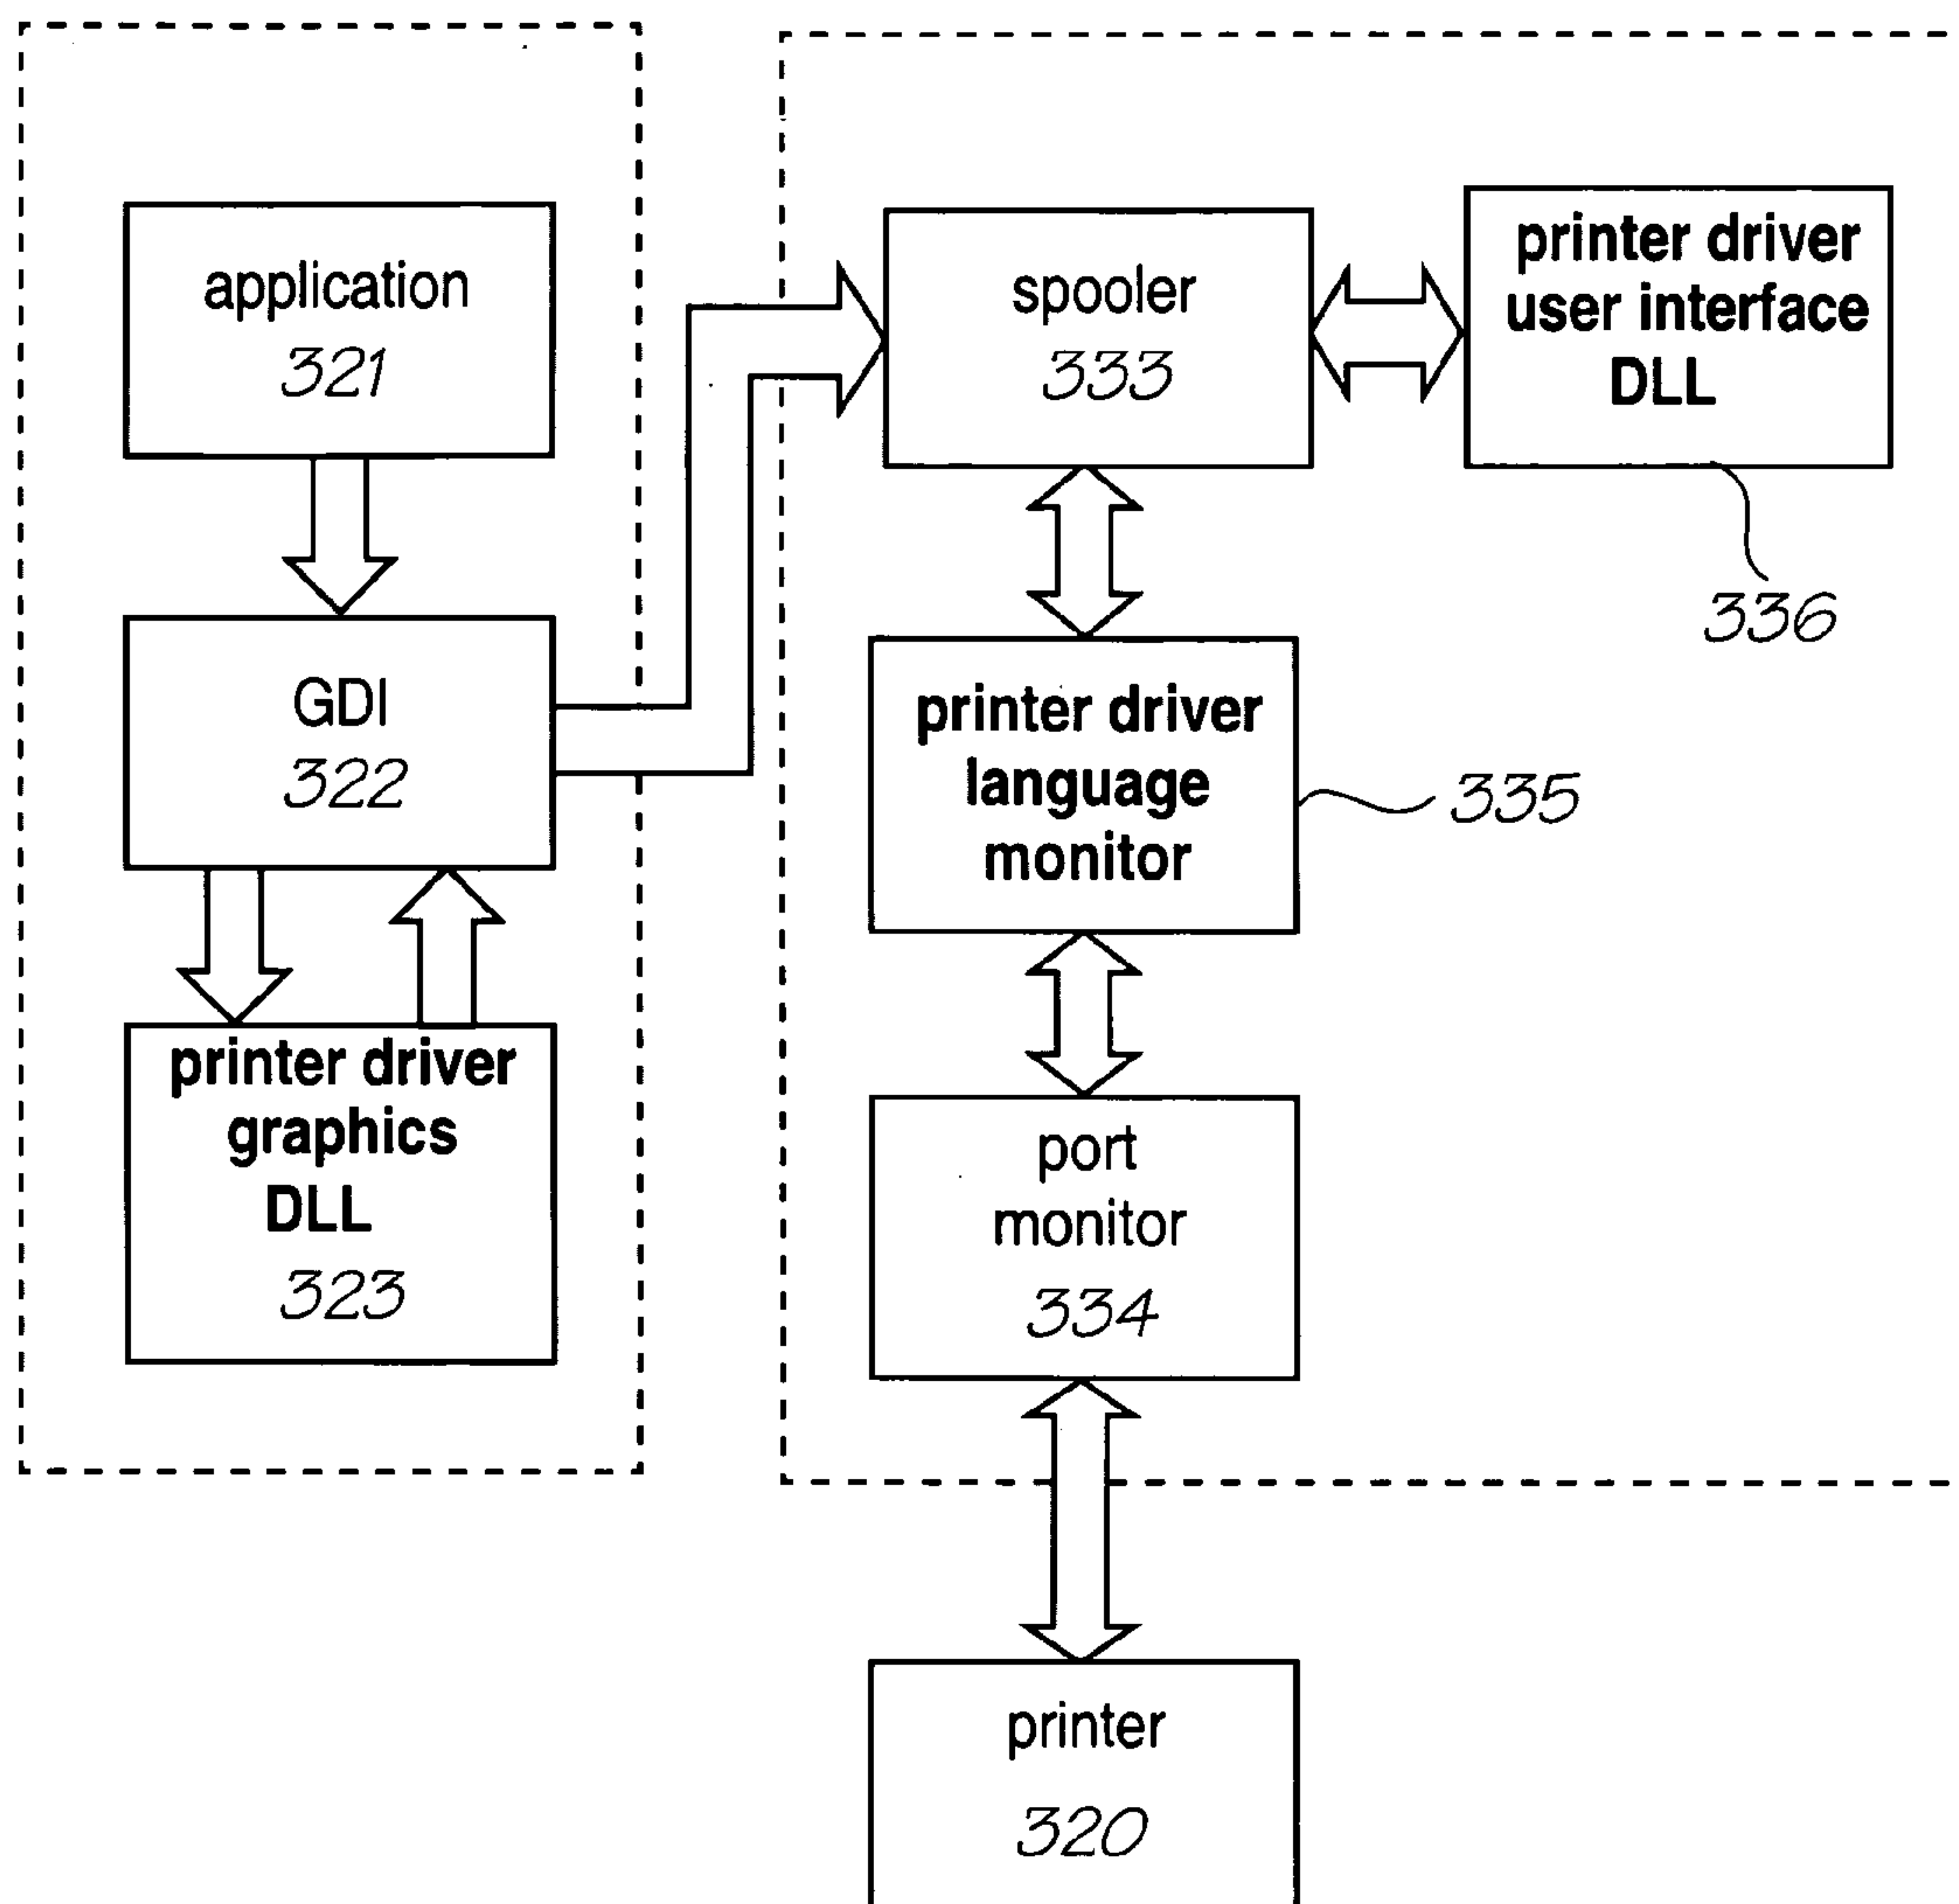 application
321
GDI
322
printer driver
graphics
DLL
323
spooler
333
printer driver
user interface
DLL
336
printer driver
language
monitor
335
port
monitor
334
printer
320